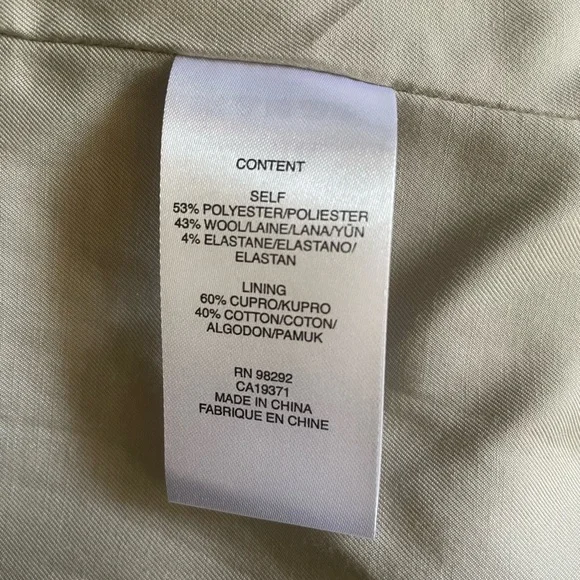 CONTENT
SELF
53% POLYESTER/POLIESTER
43% WOOL/LAINE/LANA/YÜN
4% ELASTANE/ELASTANO/
ELASTAN
LINING
60% CUPRO/KUPRO
40% COTTON/COTON/
ALGODON/PAMUK
RN 98292
CA19371
MADE IN CHINA
FABRIQUE EN CHINE